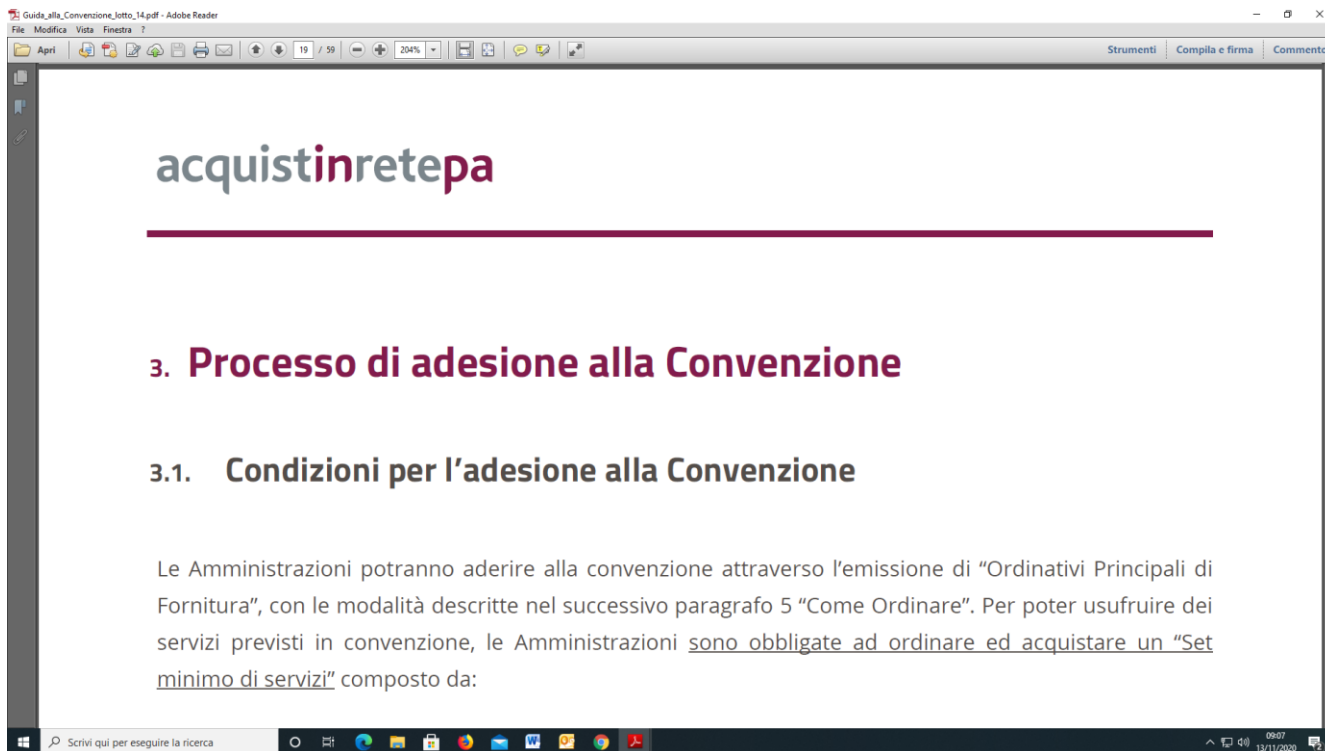 Guida_alla_Convenzione_lotto_14.pdf - Adobe Reader
File Modifica Vista Finestra ?
Apri 19 / 59 204% Strumenti Compila e firma Commento
acquistinretepa
3. Processo di adesione alla Convenzione
3.1. Condizioni per l’adesione alla Convenzione
Le Amministrazioni potranno aderire alla convenzione attraverso l’emissione di “Ordinativi Principali di
Fornitura”, con le modalità descritte nel successivo paragrafo 5 “Come Ordinare”. Per poter usufruire dei
servizi previsti in convenzione, le Amministrazioni sono obbligate ad ordinare ed acquistare un “Set
minimo di servizi” composto da:
Scrivi qui per eseguire la ricerca
09:07
13/11/2020